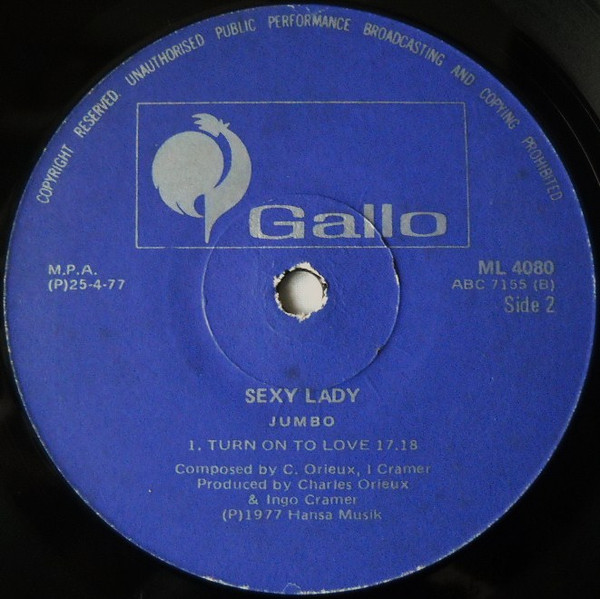 COPYRIGHT RESERVED. UNAUTHORISED PUBLIC PERFORMANCE BROADCASTING AND COPYING PROHIBITED
Gallo
M.P.A.
(P)25-4-77
ML 4080
ABC 7155 (B)
Side 2
SEXY LADY
JUMBO
1. TURN ON TO LOVE 17.18
Composed by C. Orieux, I Cramer
Produced by Charles Orieux
& Ingo Cramer
(P)1977 Hansa Musik